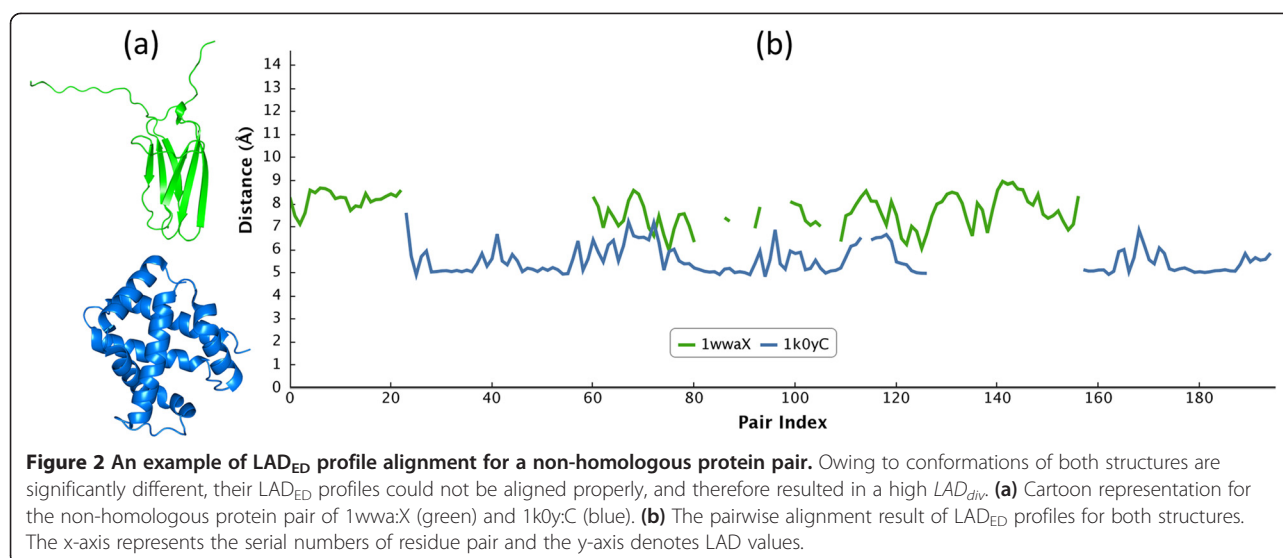 (a)
(b)
14
13
12
11
10
9
8
7
6
5
4
3
2
1
0
Distance (Å)
1wwaX 1k0yC
0 20 40 60 80 100 120 140 160 180
Pair Index
Figure 2 An example of LAD_ED profile alignment for a non-homologous protein pair. Owing to conformations of both structures are
significantly different, their LAD_ED profiles could not be aligned properly, and therefore resulted in a high LAD_div. (a) Cartoon representation for
the non-homologous protein pair of 1wwa:X (green) and 1k0y:C (blue). (b) The pairwise alignment result of LAD_ED profiles for both structures.
The x-axis represents the serial numbers of residue pair and the y-axis denotes LAD values.